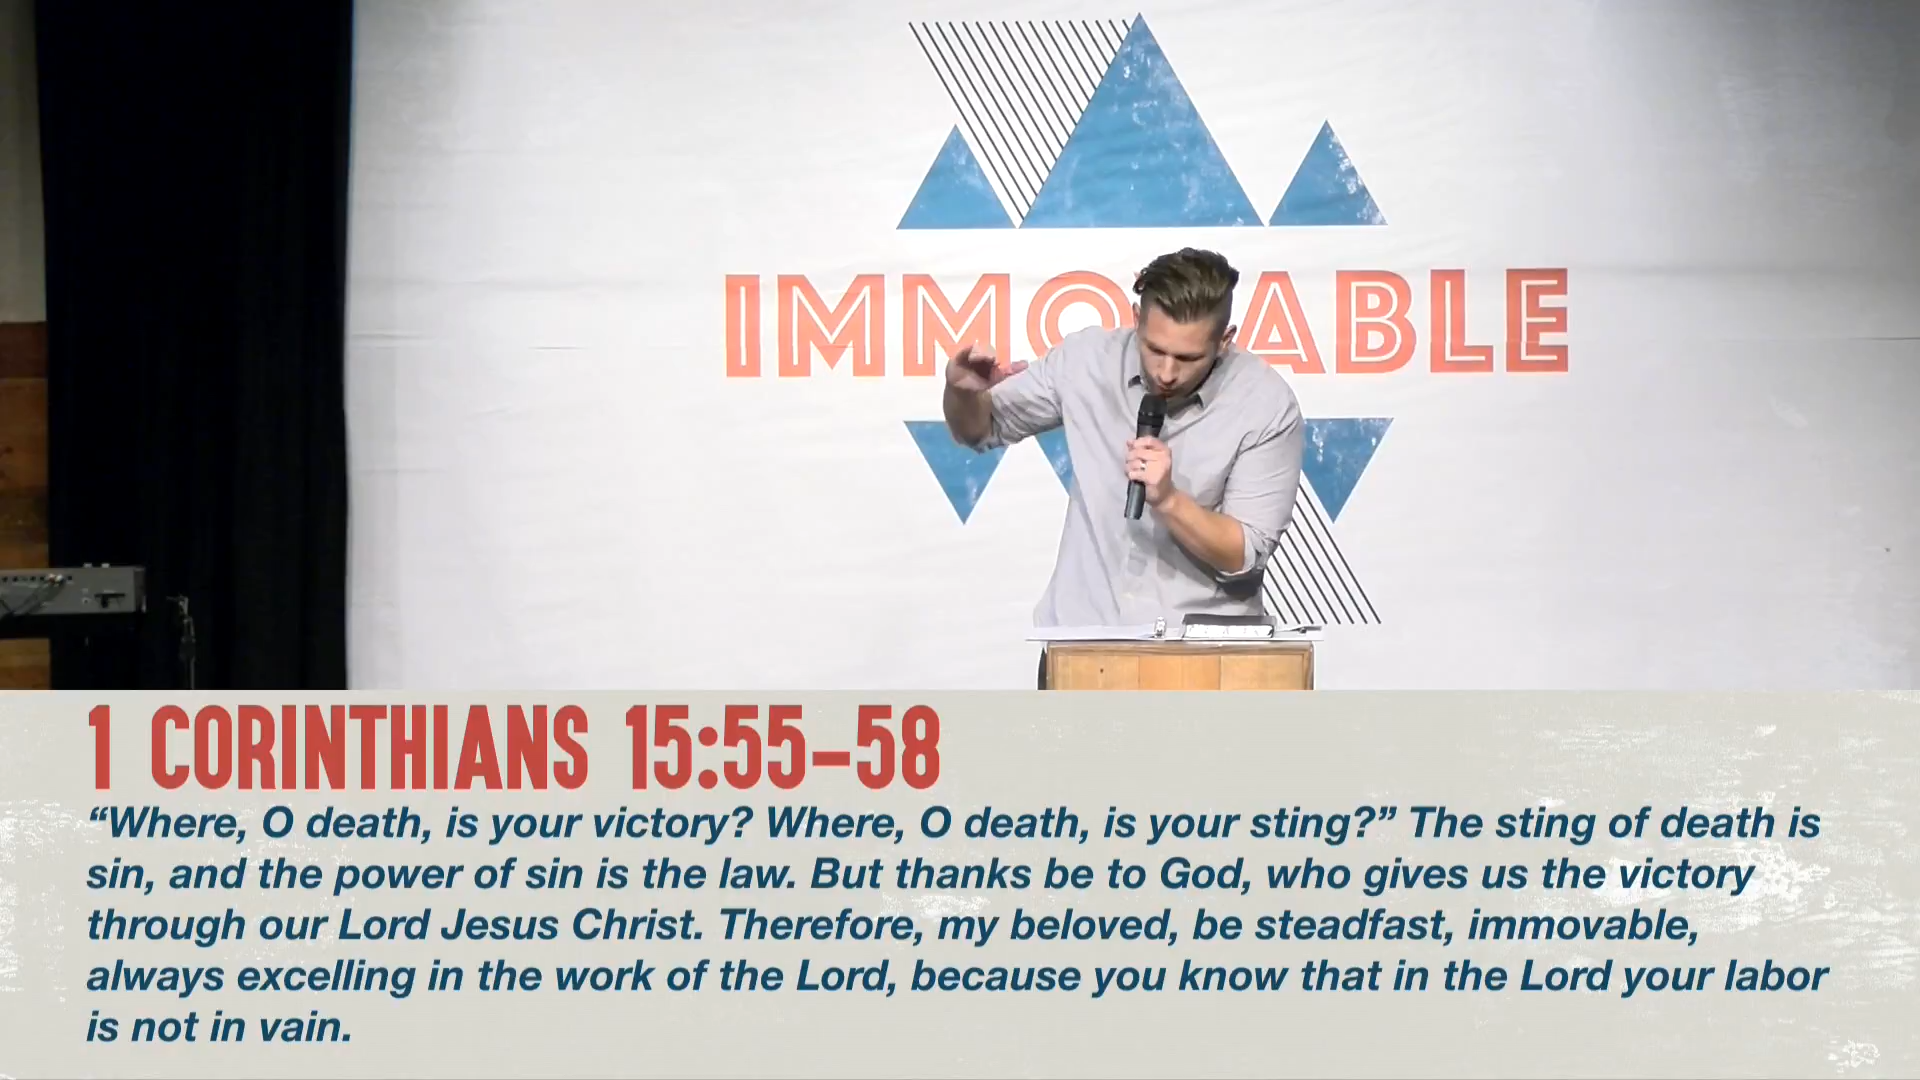 IMMOVABLE
1 CORINTHIANS 15:55–58
“Where, O death, is your victory? Where, O death, is your sting?” The sting of death is
sin, and the power of sin is the law. But thanks be to God, who gives us the victory
through our Lord Jesus Christ. Therefore, my beloved, be steadfast, immovable,
always excelling in the work of the Lord, because you know that in the Lord your labor
is not in vain.